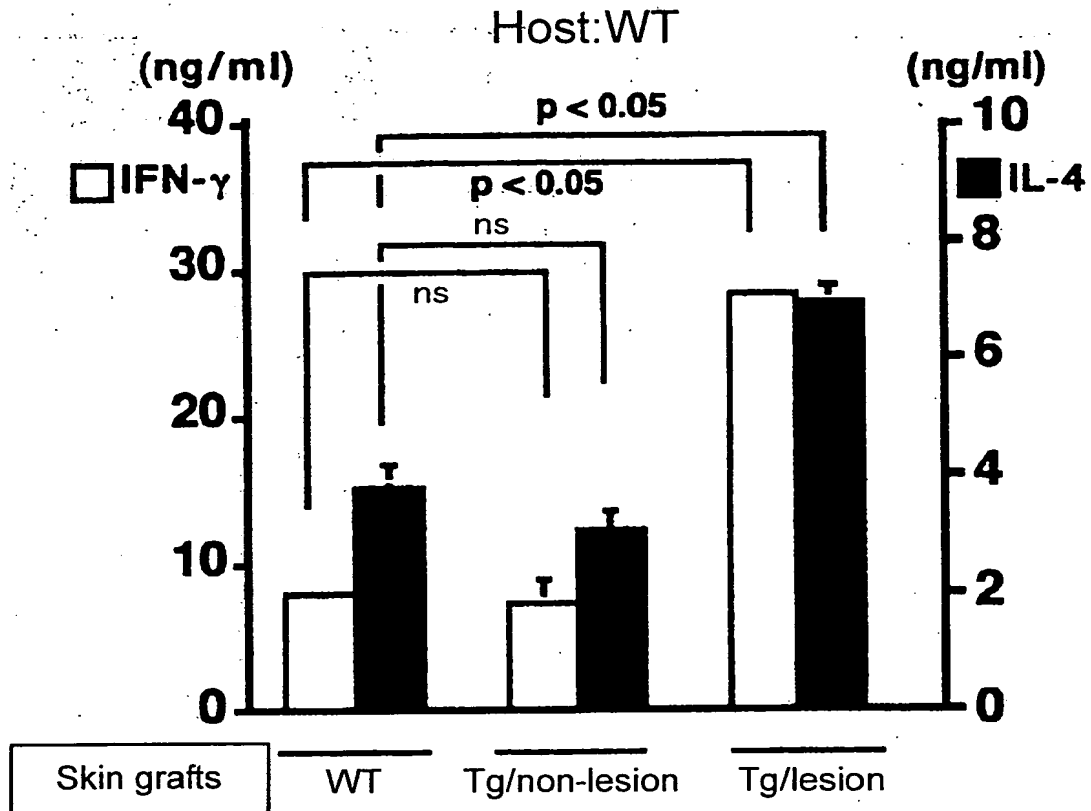 Host:WT
(ng/ml)
(ng/ml)
40
10
p < 0.05
IFN-γ
IL-4
p < 0.05
ns
8
30
ns
6
20
4
10
2
0
0
Skin grafts
WT
Tg/non-lesion
Tg/lesion